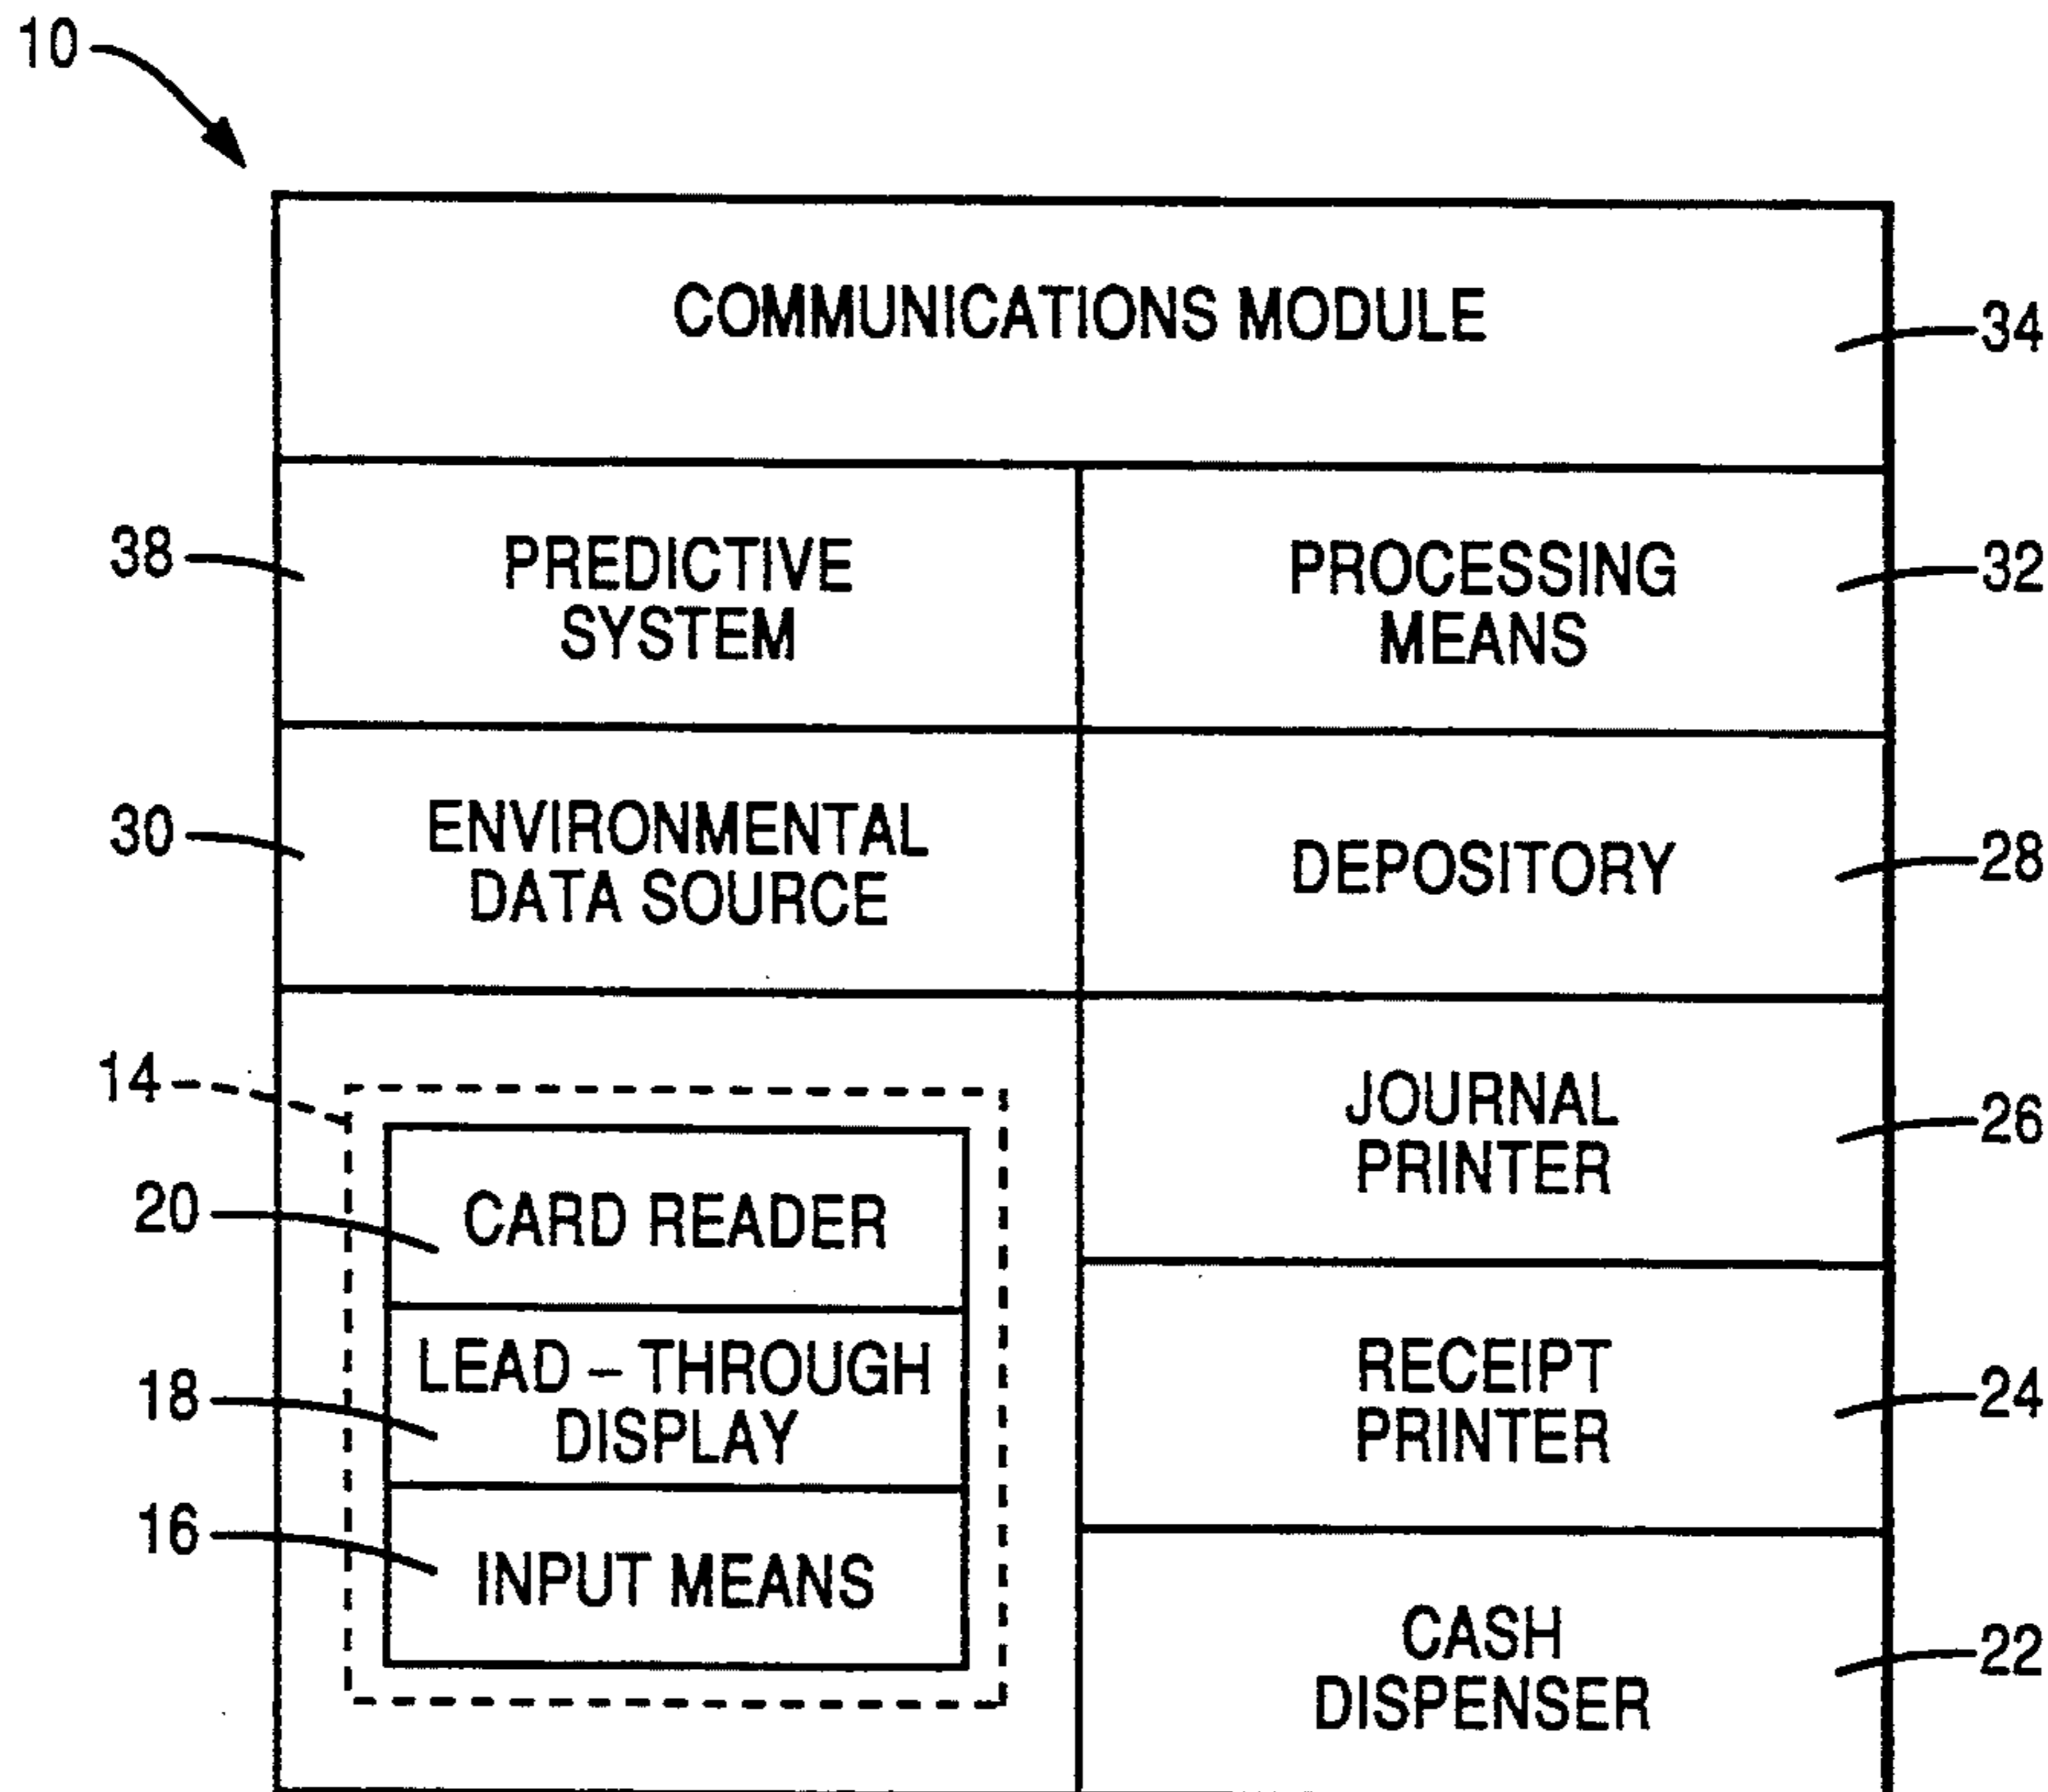 10
COMMUNICATIONS MODULE
34
38
PREDICTIVE
SYSTEM
PROCESSING
MEANS
32
30
ENVIRONMENTAL
DATA SOURCE
DEPOSITORY
28
14
JOURNAL
PRINTER
26
20
CARD READER
18
LEAD – THROUGH
DISPLAY
RECEIPT
PRINTER
24
16
INPUT MEANS
CASH
DISPENSER
22